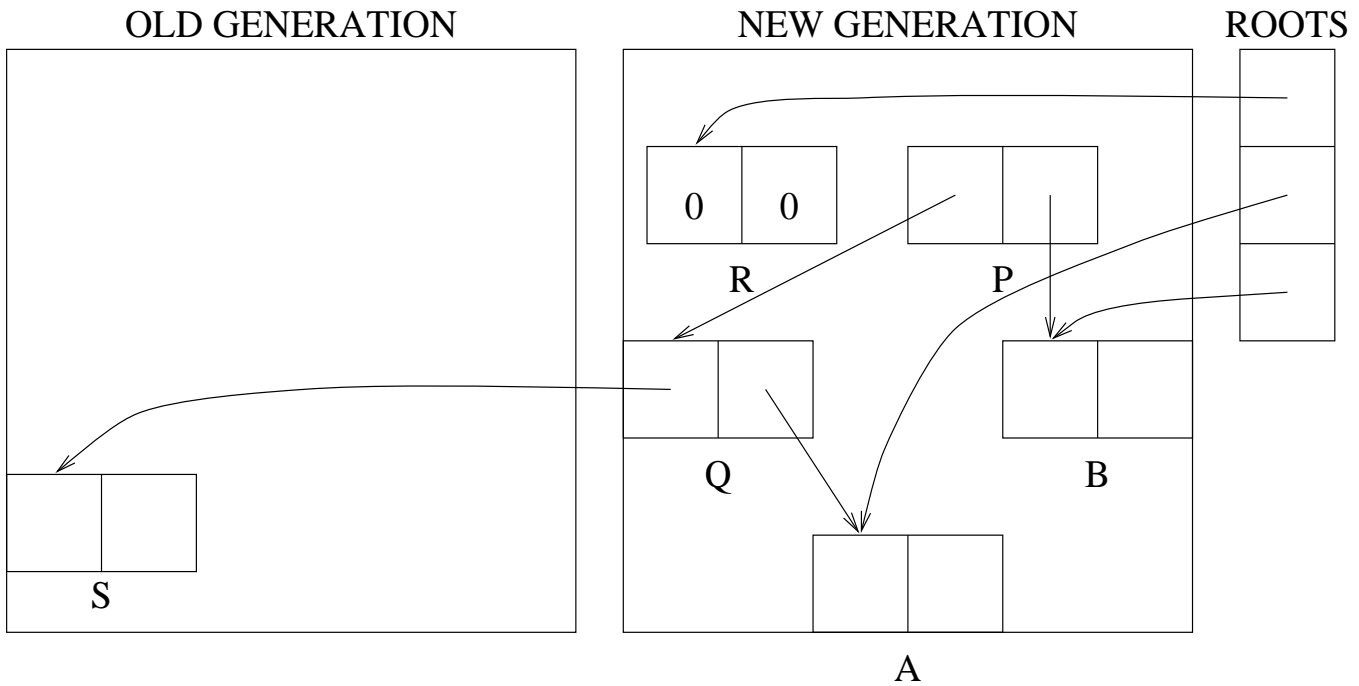 OLD GENERATION NEW GENERATION ROOTS
0 0
R P
Q B
S
A